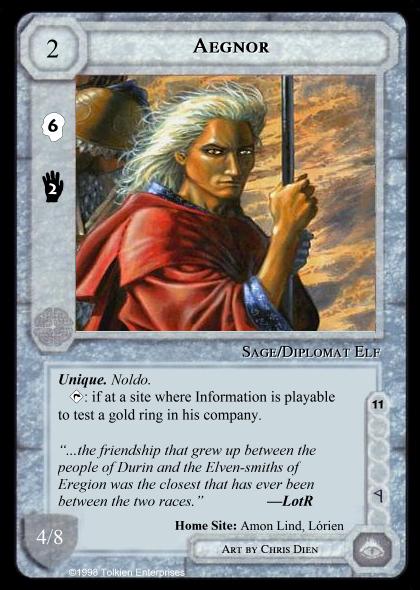 2
AEGNOR
6
2
SAGE/DIPLOMAT ELF
Unique. Noldo.
: if at a site where Information is playable
to test a gold ring in his company.
11
“...the friendship that grew up between the
people of Durin and the Elven-smiths of
Eregion was the closest that has ever been
between the two races.” —LotR
Home Site: Amon Lind, Lórien
4/8
ART BY CHRIS DIEN
©1998 Tolkien Enterprises